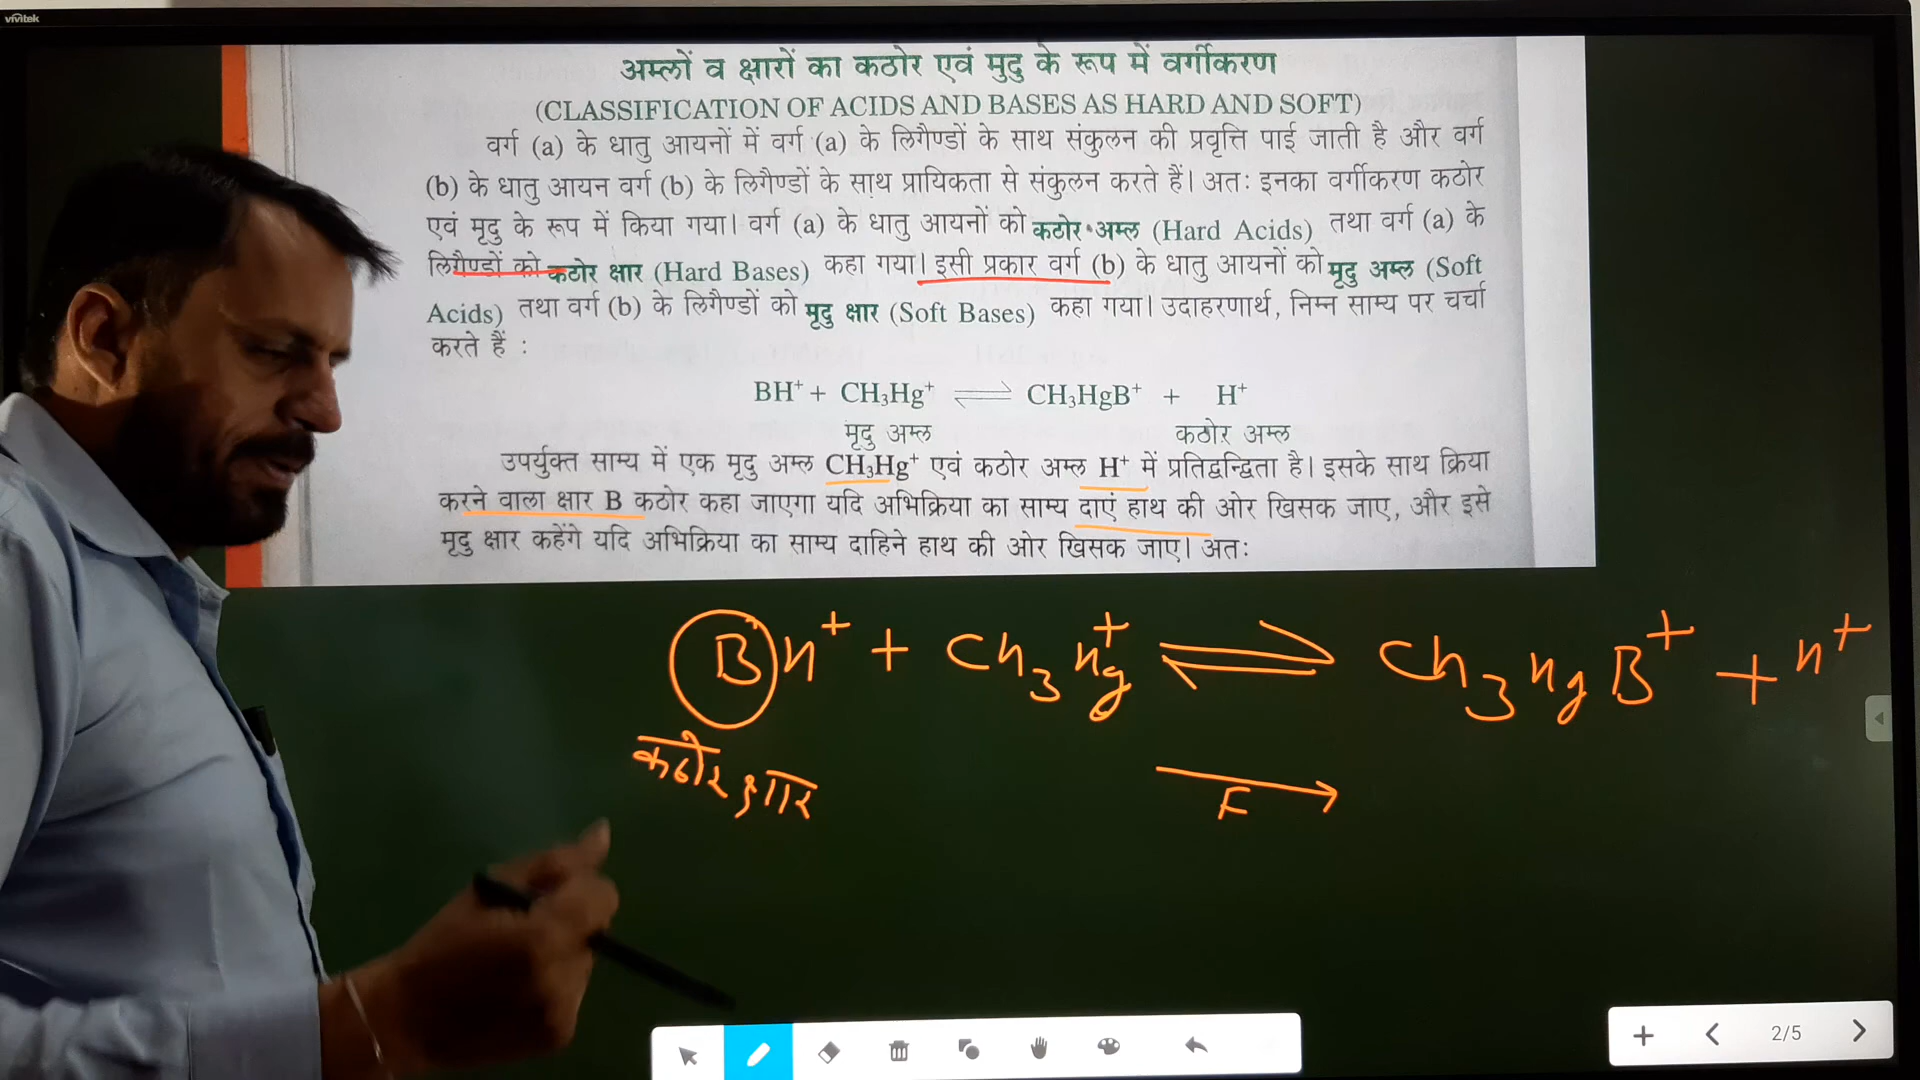 vivitek
अम्लों व क्षारों का कठोर एवं मुदु के रूप में वर्गीकरण
(CLASSIFICATION OF ACIDS AND BASES AS HARD AND SOFT)
वर्ग (a) के धातु आयनों में वर्ग (a) के लिगैण्डों के साथ संकुलन की प्रवृत्ति पाई जाती है और वर्ग
(b) के धातु आयन वर्ग (b) के लिगैण्डों के साथ प्रायिकता से संकुलन करते हैं। अतः इनका वर्गीकरण कठोर
एवं मृदु के रूप में किया गया। वर्ग (a) के धातु आयनों को कठोर अम्ल (Hard Acids) तथा वर्ग (a) के
लिगैण्डों को कठोर क्षार (Hard Bases) कहा गया। इसी प्रकार वर्ग (b) के धातु आयनों को मृदु अम्ल (Soft
Acids) तथा वर्ग (b) के लिगैण्डों को मृदु क्षार (Soft Bases) कहा गया। उदाहरणार्थ, निम्न साम्य पर चर्चा
करते हैं :
BH⁺ + CH₃Hg⁺ ⇌ CH₃HgB⁺ + H⁺
मृदु अम्ल कठोर अम्ल
उपर्युक्त साम्य में एक मृदु अम्ल CH₃Hg⁺ एवं कठोर अम्ल H⁺ में प्रतिद्वन्द्विता है। इसके साथ क्रिया
करने वाला क्षार B कठोर कहा जाएगा यदि अभिक्रिया का साम्य दाएं हाथ की ओर खिसक जाए, और इसे
मृदु क्षार कहेंगे यदि अभिक्रिया का साम्य दाहिने हाथ की ओर खिसक जाए। अतः
BH⁺ + CH₃Hg⁺ ⇌ CH₃HgB⁺ + H⁺
कठोर क्षार → F
2/5